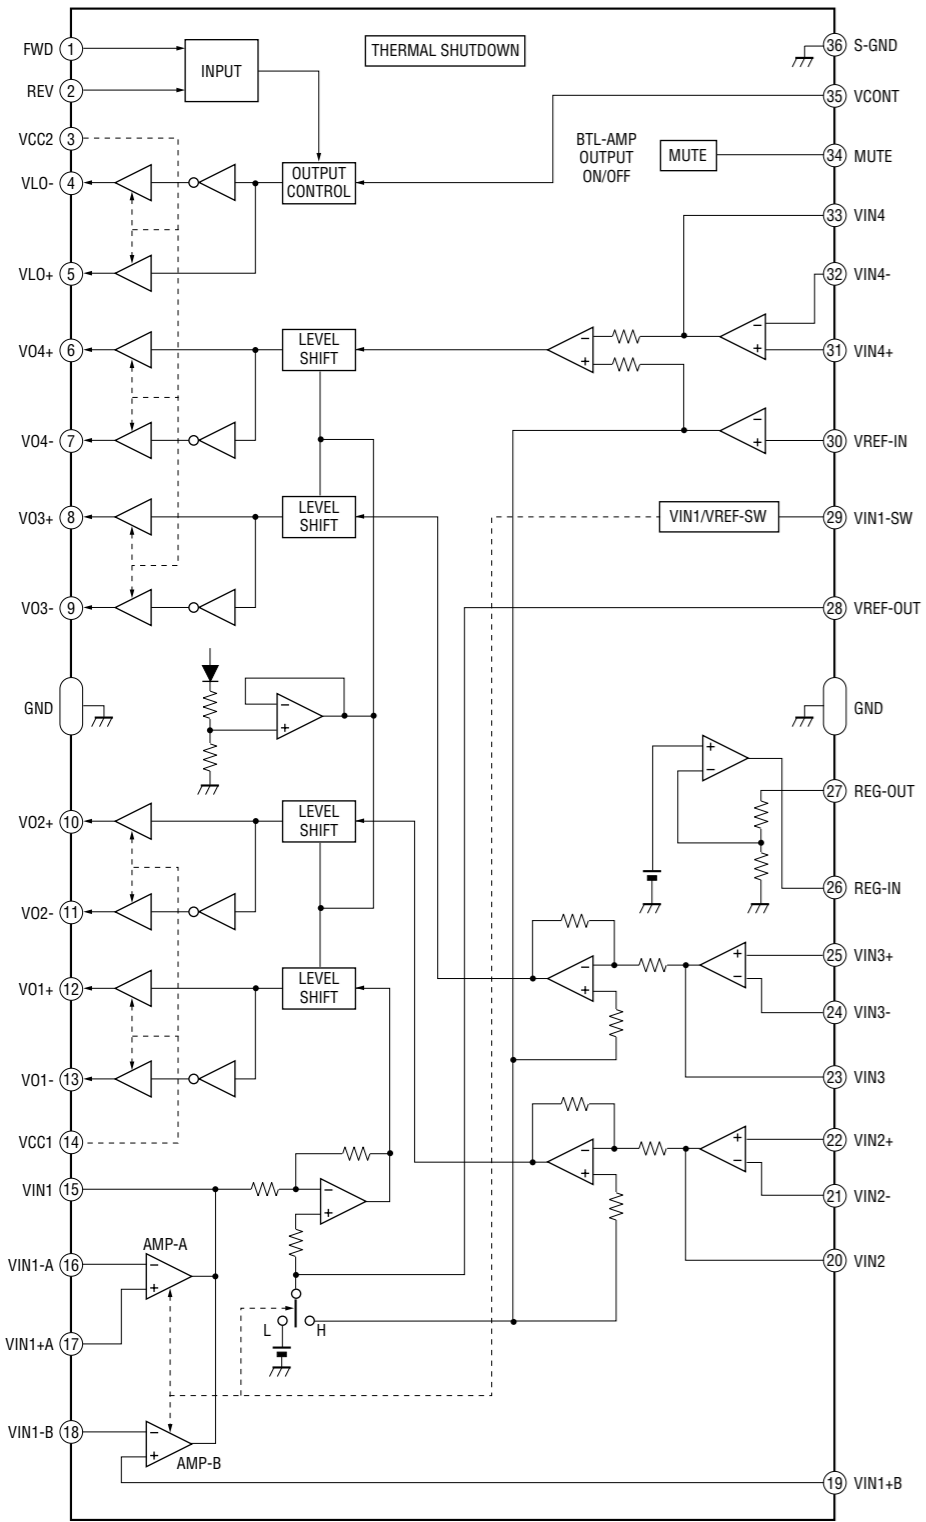 FWD 1
REV 2
VCC2 3
VLO- 4
VLO+ 5
VO4+ 6
VO4- 7
VO3+ 8
VO3- 9
GND
VO2+ 10
VO2- 11
VO1+ 12
VO1- 13
VCC1 14
VIN1 15
VIN1-A 16
VIN1+A 17
VIN1-B 18
INPUT
THERMAL SHUTDOWN
OUTPUT
CONTROL
BTL-AMP
OUTPUT
ON/OFF
MUTE
LEVEL
SHIFT
- +
- +
- +
LEVEL
SHIFT
VIN1/VREF-SW
- +
+ -
LEVEL
SHIFT
- +
+ -
LEVEL
SHIFT
- +
+ -
- +
AMP-A
- +
L H
- +
AMP-B
36 S-GND
35 VCONT
34 MUTE
33 VIN4
32 VIN4-
31 VIN4+
30 VREF-IN
29 VIN1-SW
28 VREF-OUT
GND
27 REG-OUT
26 REG-IN
25 VIN3+
24 VIN3-
23 VIN3
22 VIN2+
21 VIN2-
20 VIN2
19 VIN1+B